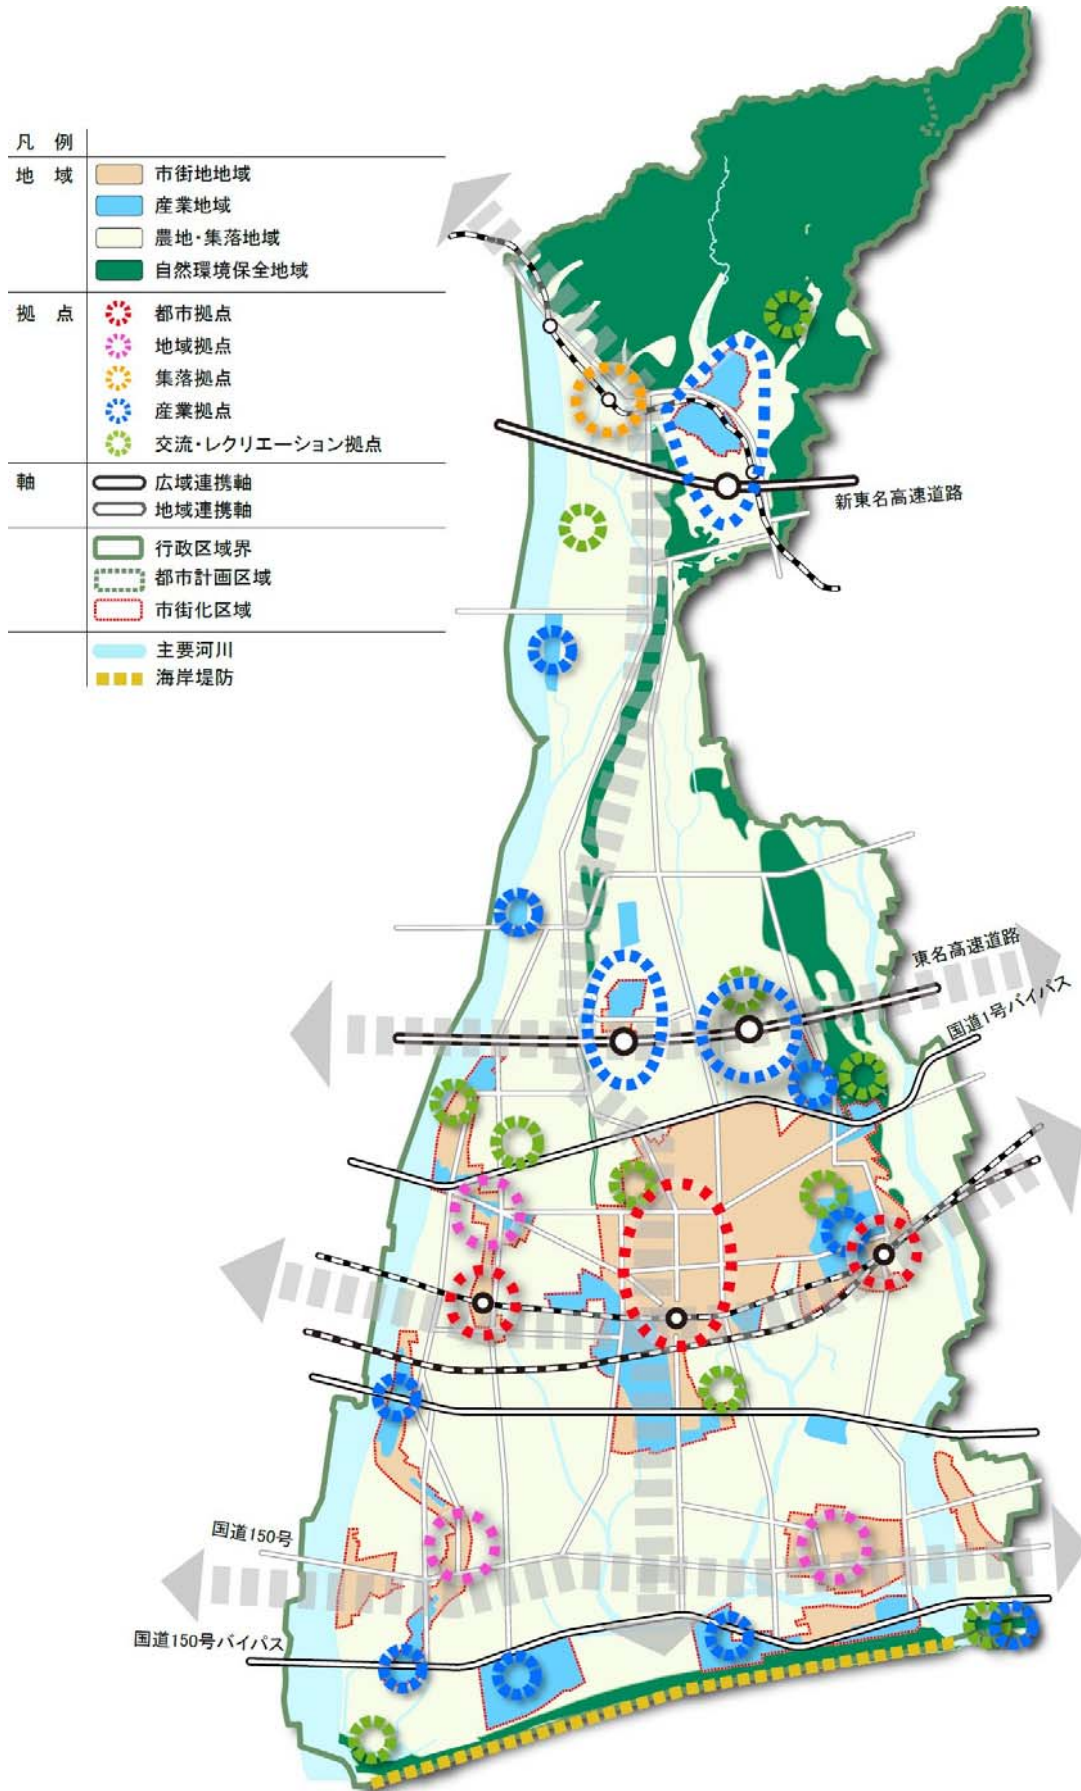 凡 例
地 域
市街地地域
産業地域
農地・集落地域
自然環境保全地域
拠 点
都市拠点
地域拠点
集落拠点
産業拠点
交流・レクリエーション拠点
軸
広域連携軸
地域連携軸
行政区域界
都市計画区域
市街化区域
主要河川
海岸堤防
新東名高速道路
東名高速道路
国道1号バイパス
国道150号
国道150号バイパス